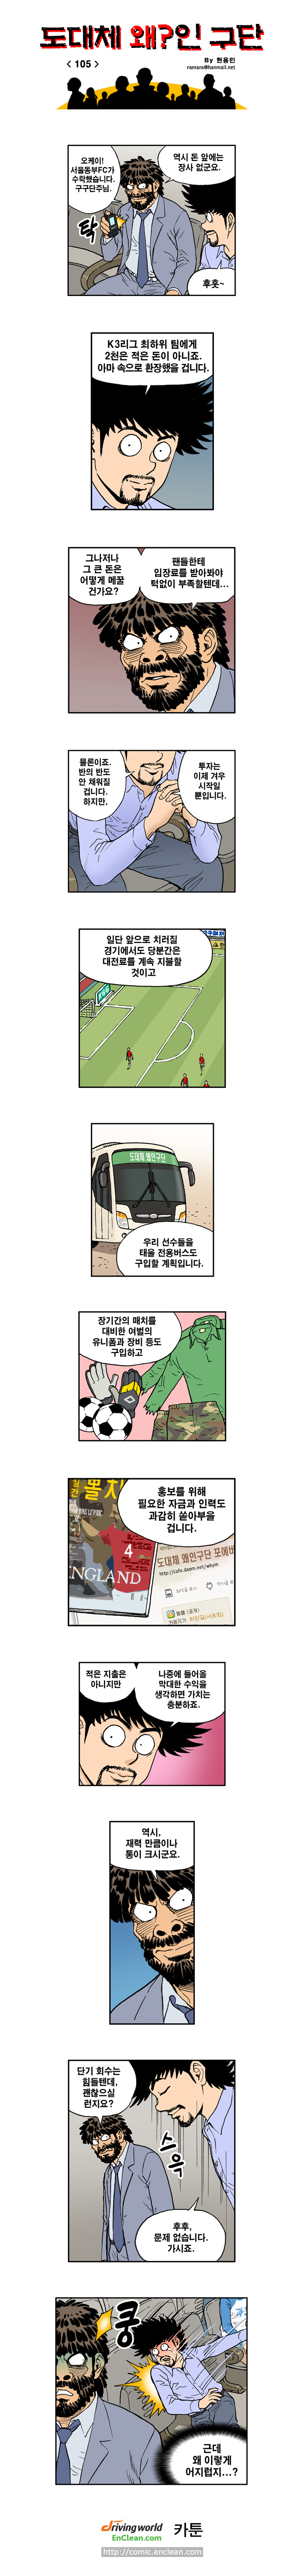 도대체 왜?인 구단
< 105 >
By 현용민
ramare@hanmail.net
오케이!
서울동부FC가
수락했습니다.
구구단주님.
역시 돈 앞에는
장사 없군요.
탁
후훗~
K3리그 최하위 팀에게
2천은 적은 돈이 아니죠.
아마 속으로 환장했을 겁니다.
그나저나
그 큰 돈은
어떻게 메꿀
건가요?
팬들한테
입장료를 받아봐야
턱없이 부족할텐데...
물론이죠.
반의 반도
안 채워질
겁니다.
하지만,
투자는
이제 겨우
시작일
뿐입니다.
일단 앞으로 치러질
경기에서도 당분간은
대전료를 계속 지불할
것이고
도대체 왜인구단
우리 선수들을
태울 전용버스도
구입할 계획입니다.
장기간의 매치를
대비한 여벌의
유니폼과 장비 등도
구입하고
홍보를 위해
필요한 자금과 인력도
과감히 쏟아부을
겁니다.
4
ENGLAND
도대체 왜인구단 포에버
적은 지출은
아니지만
나중에 들어올
막대한 수익을
생각하면 가치는
충분하죠.
역시,
재력 만큼이나
통이 크시군요.
단기 회수는
힘들텐데,
괜찮으실
런지요?
스윽
후후,
문제 없습니다.
가시죠.
쿵
근데
왜 이렇게
어지럽지...?
driving world
EnClean.com
카툰
http://comic.enclean.com